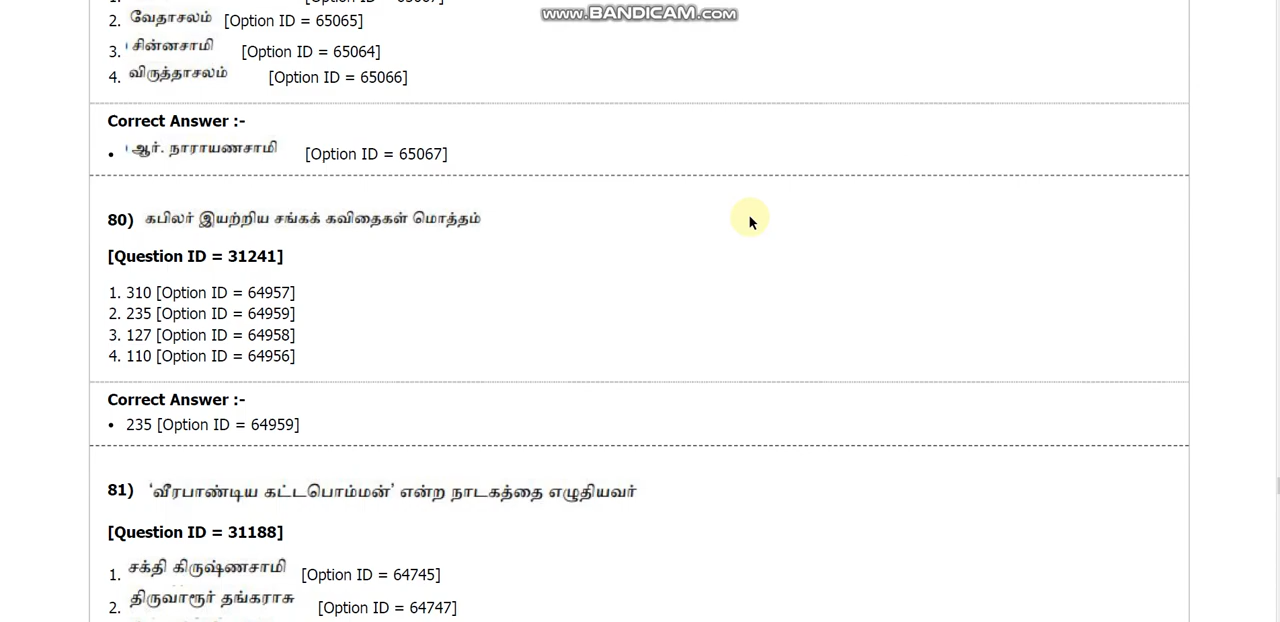 www.BANDICAM.com
2. வேதாசலம் [Option ID = 65065]
3. சின்னசாமி [Option ID = 65064]
4. விருத்தாசலம் [Option ID = 65066]
Correct Answer :-
• ஆர். நாராயணசாமி [Option ID = 65067]
80) கபிலர் இயற்றிய சங்கக் கவிதைகள் மொத்தம்
[Question ID = 31241]
1. 310 [Option ID = 64957]
2. 235 [Option ID = 64959]
3. 127 [Option ID = 64958]
4. 110 [Option ID = 64956]
Correct Answer :-
• 235 [Option ID = 64959]
81) ‘வீரபாண்டிய கட்டபொம்மன்’ என்ற நாடகத்தை எழுதியவர்
[Question ID = 31188]
1. சக்தி கிருஷ்ணசாமி [Option ID = 64745]
2. திருவாரூர் தங்கராசு [Option ID = 64747]